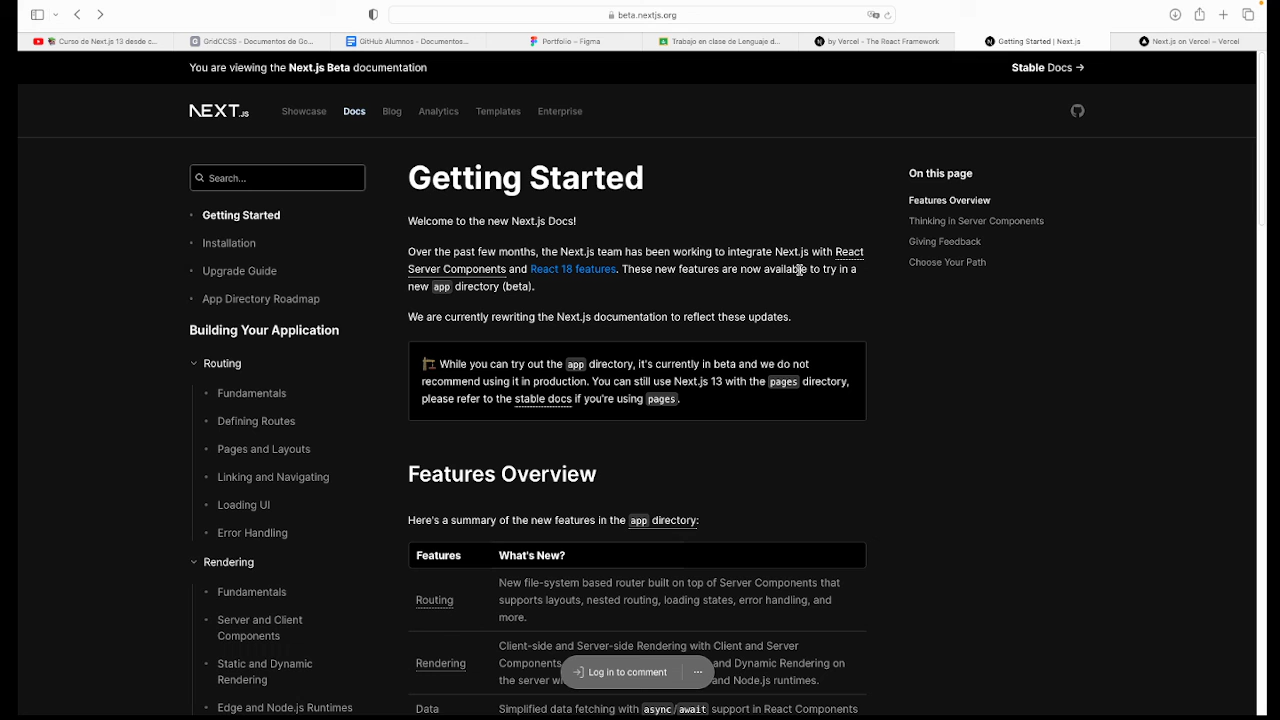 beta.nextjs.org
Curso de Next.js 13 desde c...
GridCCSS - Documentos de Go...
GitHub Alumnos - Documentos...
Portfolio – Figma
Trabajo en clase de Lenguaje d...
by Vercel - The React Framework
Getting Started | Next.js
Next.js on Vercel – Vercel
You are viewing the Next.js Beta documentation
Stable Docs →
NEXT.JS
Showcase
Docs
Blog
Analytics
Templates
Enterprise
Search...
Getting Started
Installation
Upgrade Guide
App Directory Roadmap
Building Your Application
Routing
Fundamentals
Defining Routes
Pages and Layouts
Linking and Navigating
Loading UI
Error Handling
Rendering
Fundamentals
Server and Client
Components
Static and Dynamic
Rendering
Edge and Node.js Runtimes
Getting Started
Welcome to the new Next.js Docs!
Over the past few months, the Next.js team has been working to integrate Next.js with React
Server Components and React 18 features. These new features are now available to try in a
new app directory (beta).
We are currently rewriting the Next.js documentation to reflect these updates.
While you can try out the app directory, it's currently in beta and we do not
recommend using it in production. You can still use Next.js 13 with the pages directory,
please refer to the stable docs if you're using pages.
Features Overview
Here's a summary of the new features in the app directory:
Features What's New?
Routing
New file-system based router built on top of Server Components that
supports layouts, nested routing, loading states, error handling, and
more.
Rendering
Client-side and Server-side Rendering with Client and Server
Components and Dynamic Rendering on
the server and Node.js runtimes.
Log in to comment ...
Data
Simplified data fetching with async/await support in React Components
On this page
Features Overview
Thinking in Server Components
Giving Feedback
Choose Your Path